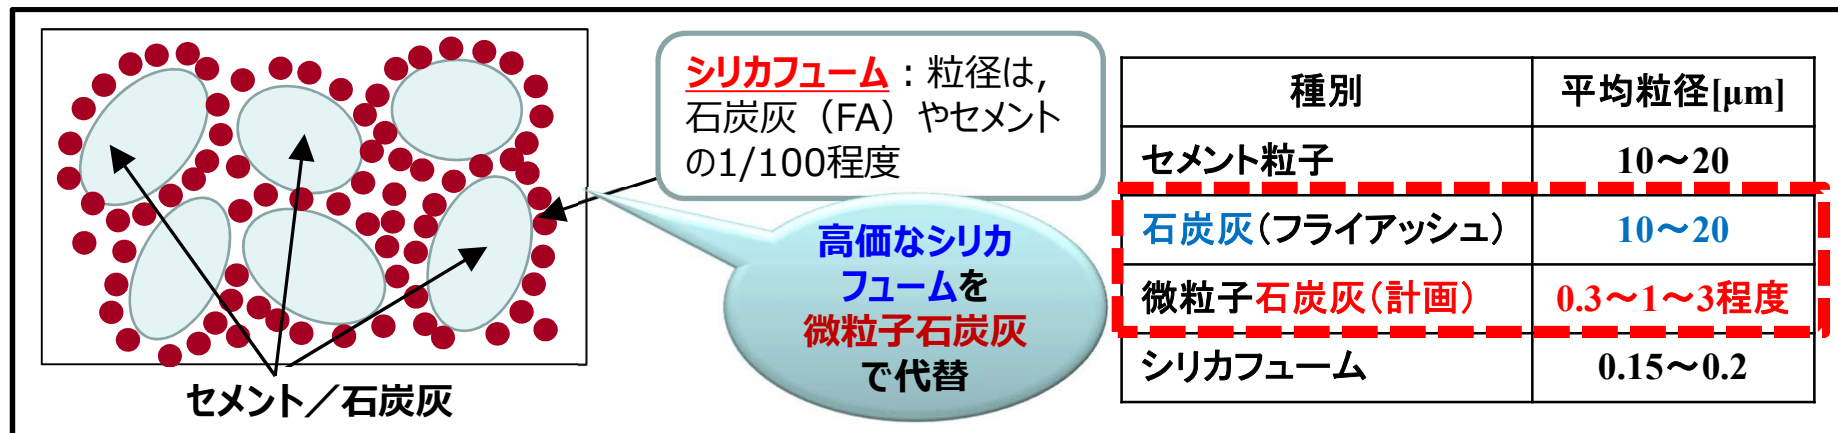 シリカフューム：粒径は，
石炭灰（FA）やセメント
の1/100程度
高価なシリカ
フュームを
微粒子石炭灰
で代替
セメント／石炭灰
種別 平均粒径[μm]
セメント粒子 10～20
石炭灰(フライアッシュ) 10～20
微粒子石炭灰(計画) 0.3～1～3程度
シリカフューム 0.15～0.2